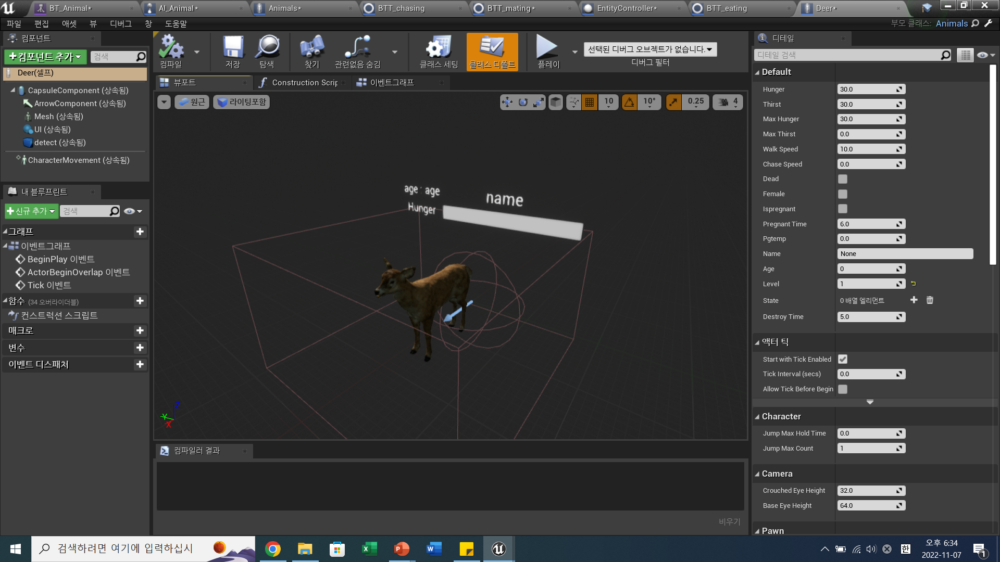 BT_Animal*
AI_Animal*
Animals*
BTT_chasing
BTT_mating*
EntityController*
BTT_eating
Deer*
파일 편집 애셋 뷰 디버그 창 도움말
부모 클래스: Animals
컴포넌트
+컴포넌트 추가
검색
Deer(셀프)
CapsuleComponent (상속됨)
ArrowComponent (상속됨)
Mesh (상속됨)
UI (상속됨)
detect (상속됨)
CharacterMovement (상속됨)
내 블루프린트
+신규 추가
검색
그래프
이벤트그래프
BeginPlay 이벤트
ActorBeginOverlap 이벤트
Tick 이벤트
함수 (34 오버라이더블)
컨스트럭션 스크립트
매크로
변수
이벤트 디스패처
컴파일
저장
탐색
찾기
관련없음 숨김
클래스 세팅
클래스 디폴트
플레이
선택된 디버그 오브젝트가 없습니다.
디버그 필터
뷰포트
Construction Scrip
이벤트그래프
원근
라이팅포함
10
10°
0.25
4
age : age
name
Hunger
Z
Y
X
컴파일러 결과
비우기
디테일
디테일 검색
Default
Hunger 30.0
Thirst 30.0
Max Hunger 30.0
Max Thirst 0.0
Walk Speed 10.0
Chase Speed 0.0
Dead
Female
Ispregnant
Pregnant Time 6.0
Pgtemp 0.0
Name None
Age 0
Level 1
State 0 배열 엘리먼트
Destroy Time 5.0
액터 틱
Start with Tick Enabled
Tick Interval (secs) 0.0
Allow Tick Before Begin
Character
Jump Max Hold Time 0.0
Jump Max Count 1
Camera
Crouched Eye Height 32.0
Base Eye Height 64.0
Pawn
검색하려면 여기에 입력하십시
한
오후 6:34
2022-11-07
1